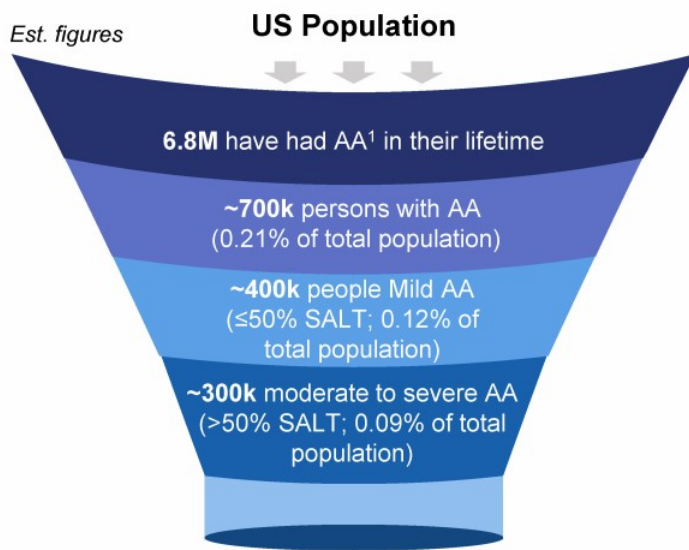 Est. figures
US Population
6.8M have had AA¹ in their lifetime
~700k persons with AA
(0.21% of total population)
~400k people Mild AA
(≤50% SALT; 0.12% of
total population)
~300k moderate to severe AA
(>50% SALT; 0.09% of total
population)